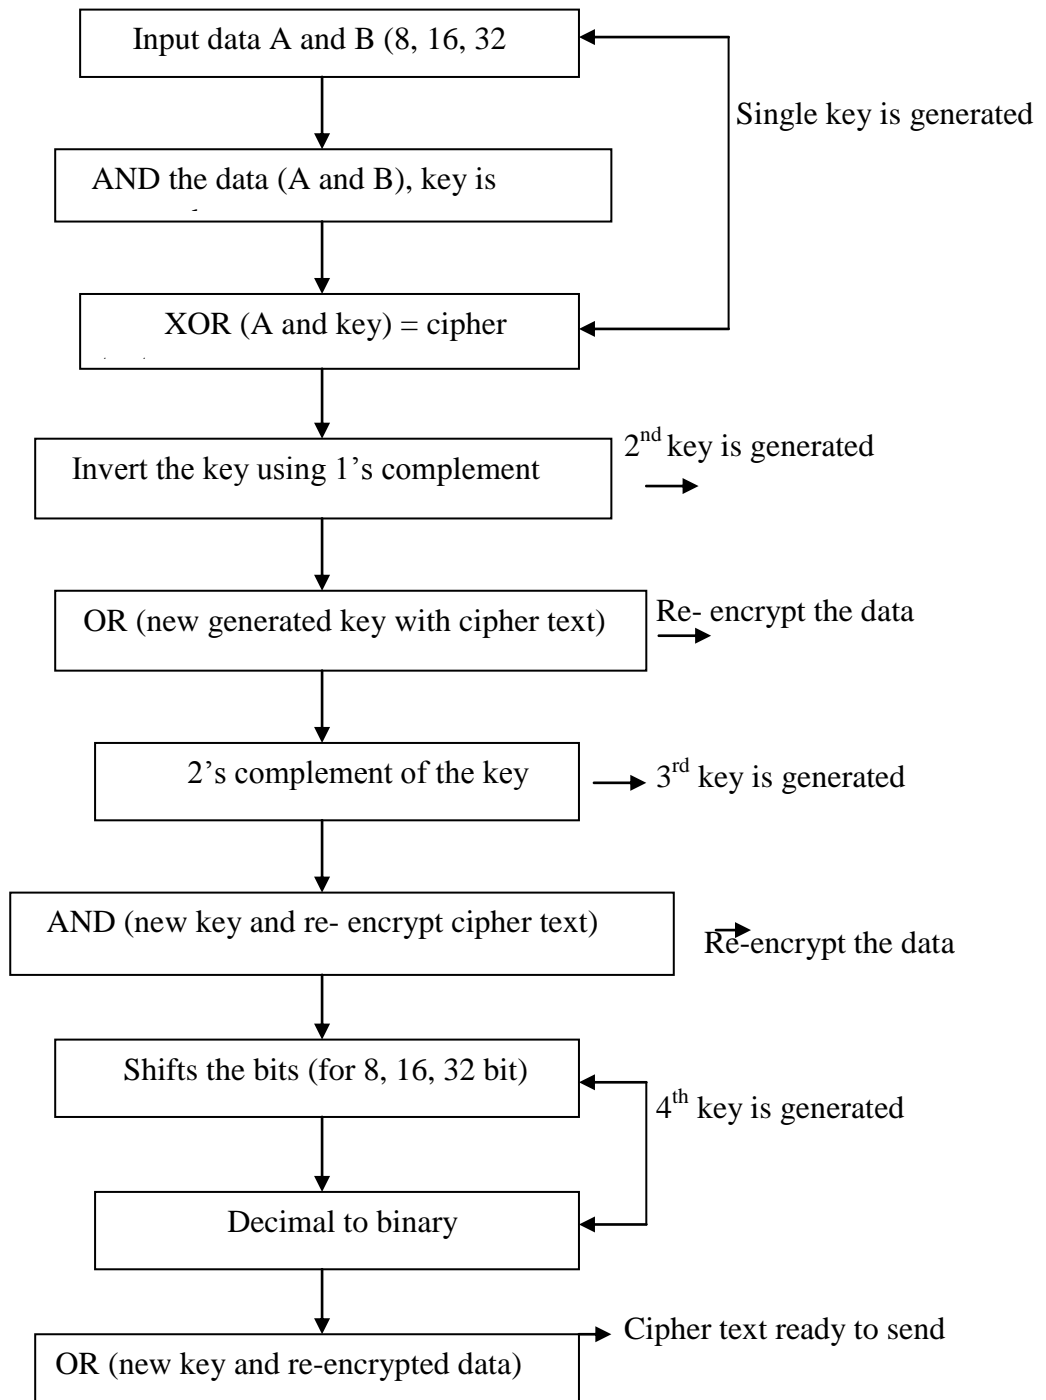 Input data A and B (8, 16, 32
Single key is generated
AND the data (A and B), key is
XOR (A and key) = cipher
Invert the key using 1’s complement
2nd key is generated
OR (new generated key with cipher text)
Re- encrypt the data
2’s complement of the key
3rd key is generated
AND (new key and re- encrypt cipher text)
Re-encrypt the data
Shifts the bits (for 8, 16, 32 bit)
4th key is generated
Decimal to binary
Cipher text ready to send
OR (new key and re-encrypted data)